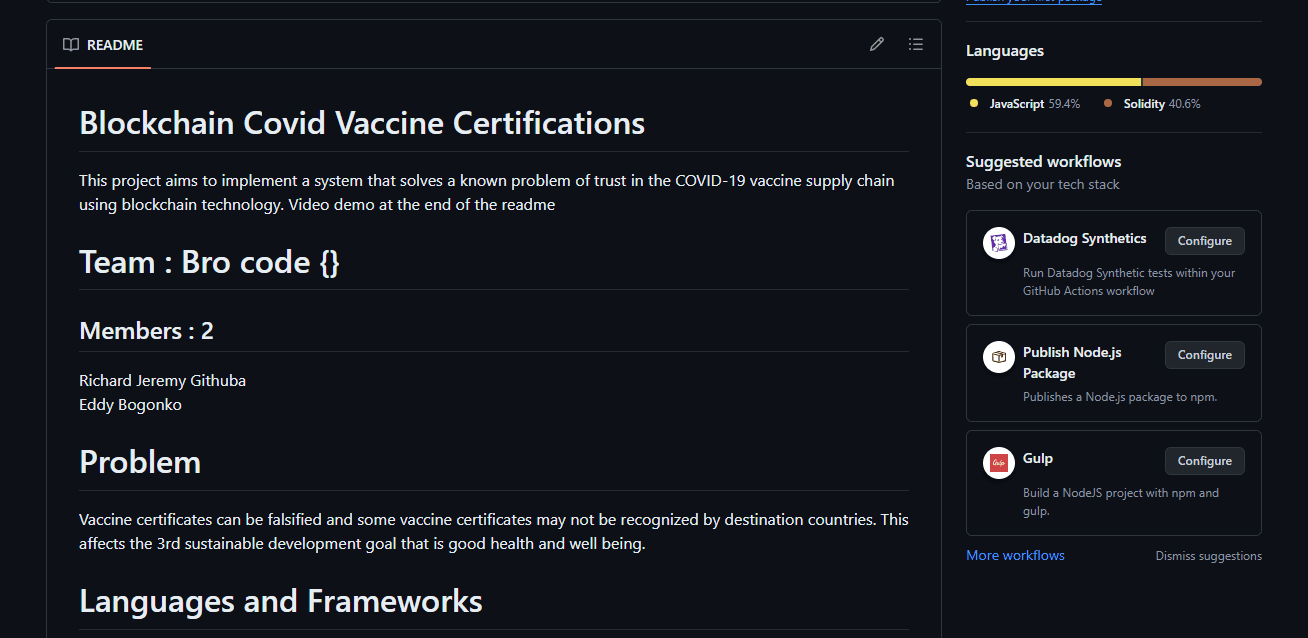 Publish your first package
README
Blockchain Covid Vaccine Certifications
This project aims to implement a system that solves a known problem of trust in the COVID-19 vaccine supply chain
using blockchain technology. Video demo at the end of the readme
Team : Bro code {}
Members : 2
Richard Jeremy Githuba
Eddy Bogonko
Problem
Vaccine certificates can be falsified and some vaccine certificates may not be recognized by destination countries. This
affects the 3rd sustainable development goal that is good health and well being.
Languages and Frameworks
Languages
JavaScript 59.4% Solidity 40.6%
Suggested workflows
Based on your tech stack
Datadog Synthetics
Configure
Run Datadog Synthetic tests within your
GitHub Actions workflow
Publish Node.js
Package
Configure
Publishes a Node.js package to npm.
Gulp
Gulp
Configure
Build a NodeJS project with npm and
gulp.
More workflows
Dismiss suggestions